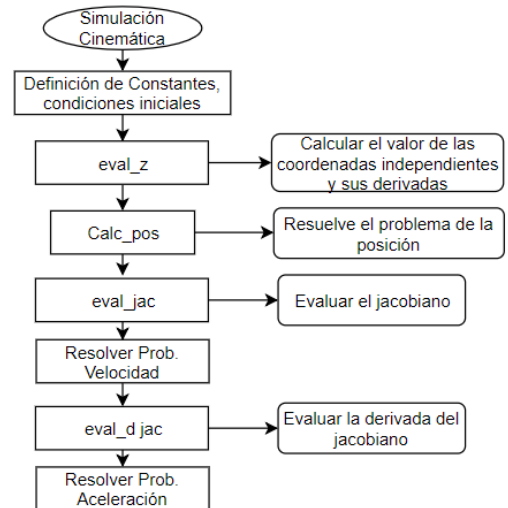 Simulación
Cinemática
Definición de Constantes,
condiciones iniciales
eval_z
Calcular el valor de las
coordenadas independientes
y sus derivadas
Calc_pos
Resuelve el problema de la
posición
eval_jac
Evaluar el jacobiano
Resolver Prob.
Velocidad
eval_d jac
Evaluar la derivada del
jacobiano
Resolver Prob.
Aceleración